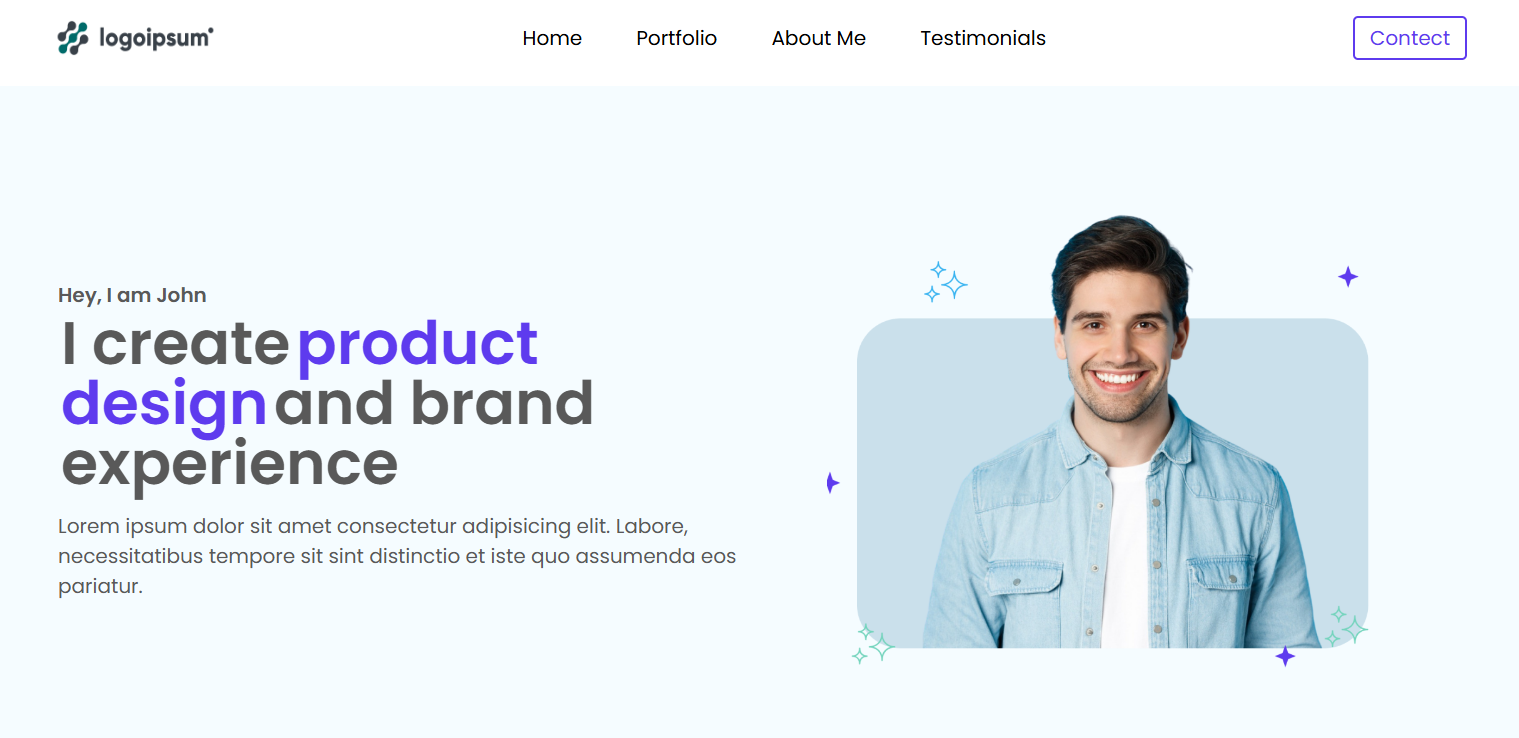 logoipsum
Home Portfolio About Me Testimonials Contect
Hey, I am John
I create product
design and brand
experience
Lorem ipsum dolor sit amet consectetur adipisicing elit. Labore,
necessitatibus tempore sit sint distinctio et iste quo assumenda eos
pariatur.